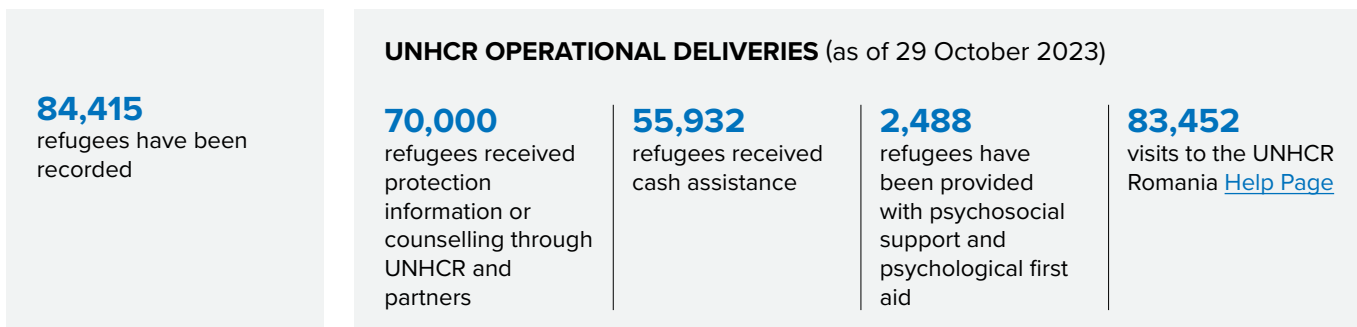 84,415
refugees have been
recorded
UNHCR OPERATIONAL DELIVERIES (as of 29 October 2023)
70,000
refugees received
protection
information or
counselling through
UNHCR and
partners
55,932
refugees received
cash assistance
2,488
refugees have
been provided
with psychosocial
support and
psychological first
aid
83,452
visits to the UNHCR
Romania Help Page